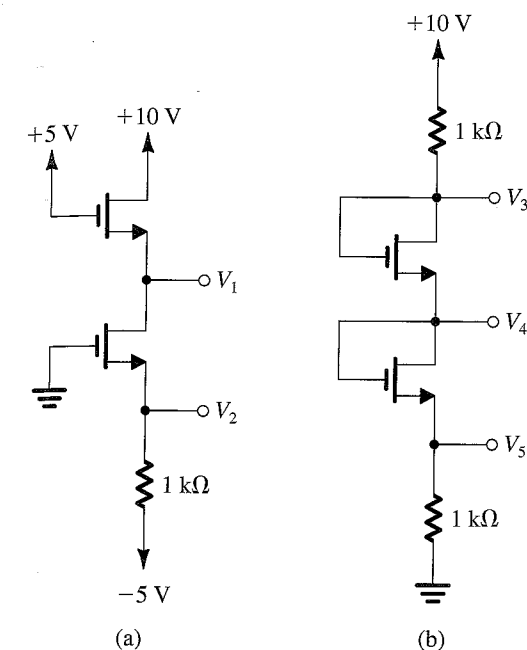 +5 V
+10 V
V₁
V₂
1 kΩ
−5 V
(a)
+10 V
1 kΩ
V₃
V₄
V₅
1 kΩ
(b)